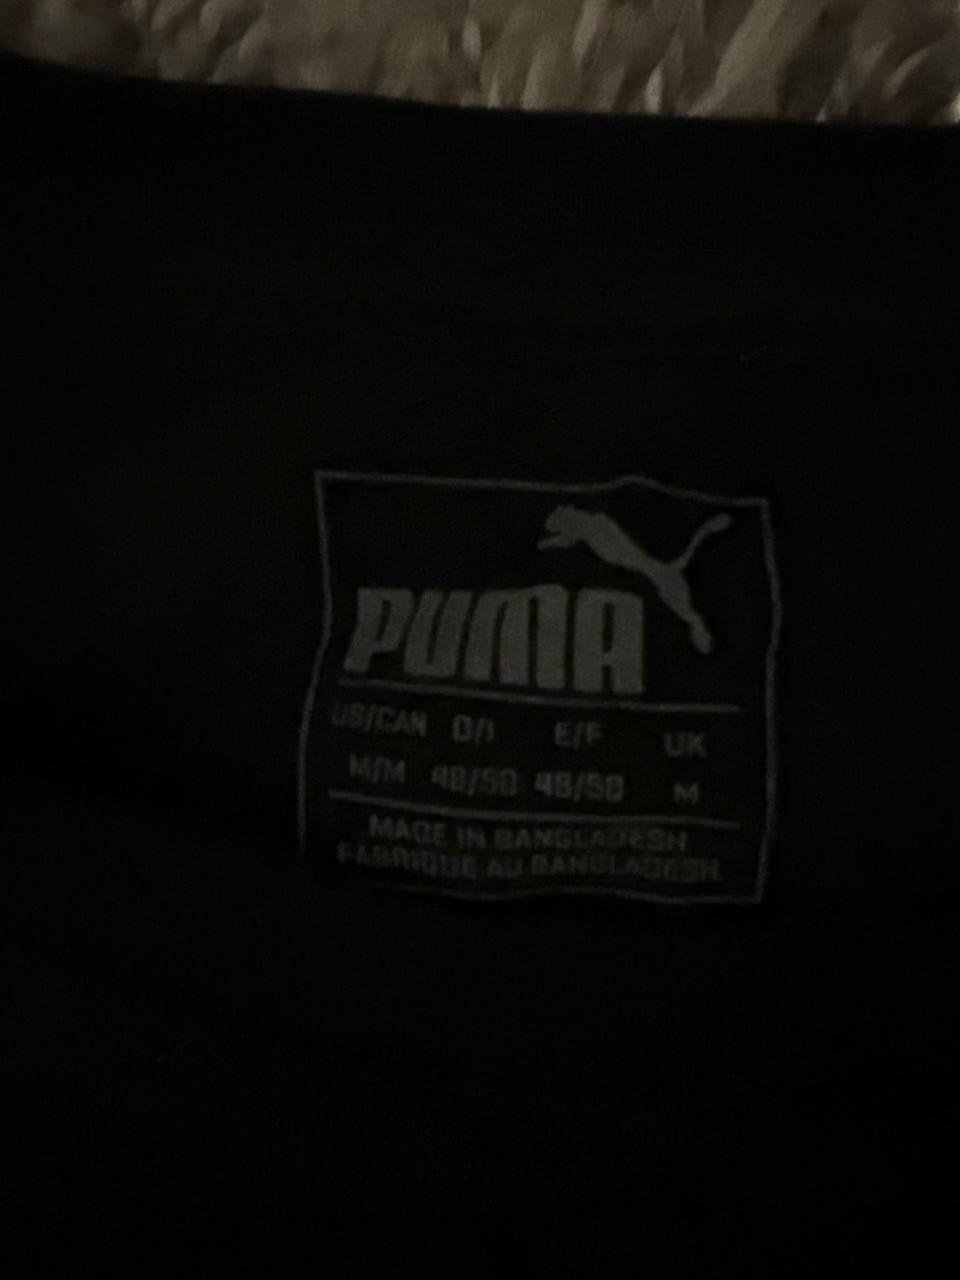 PUMA
US/CAN D/I E/F UK
M/M 48/50 48/50 M
MADE IN BANGLADESH
FABRIQUE AU BANGLADESH